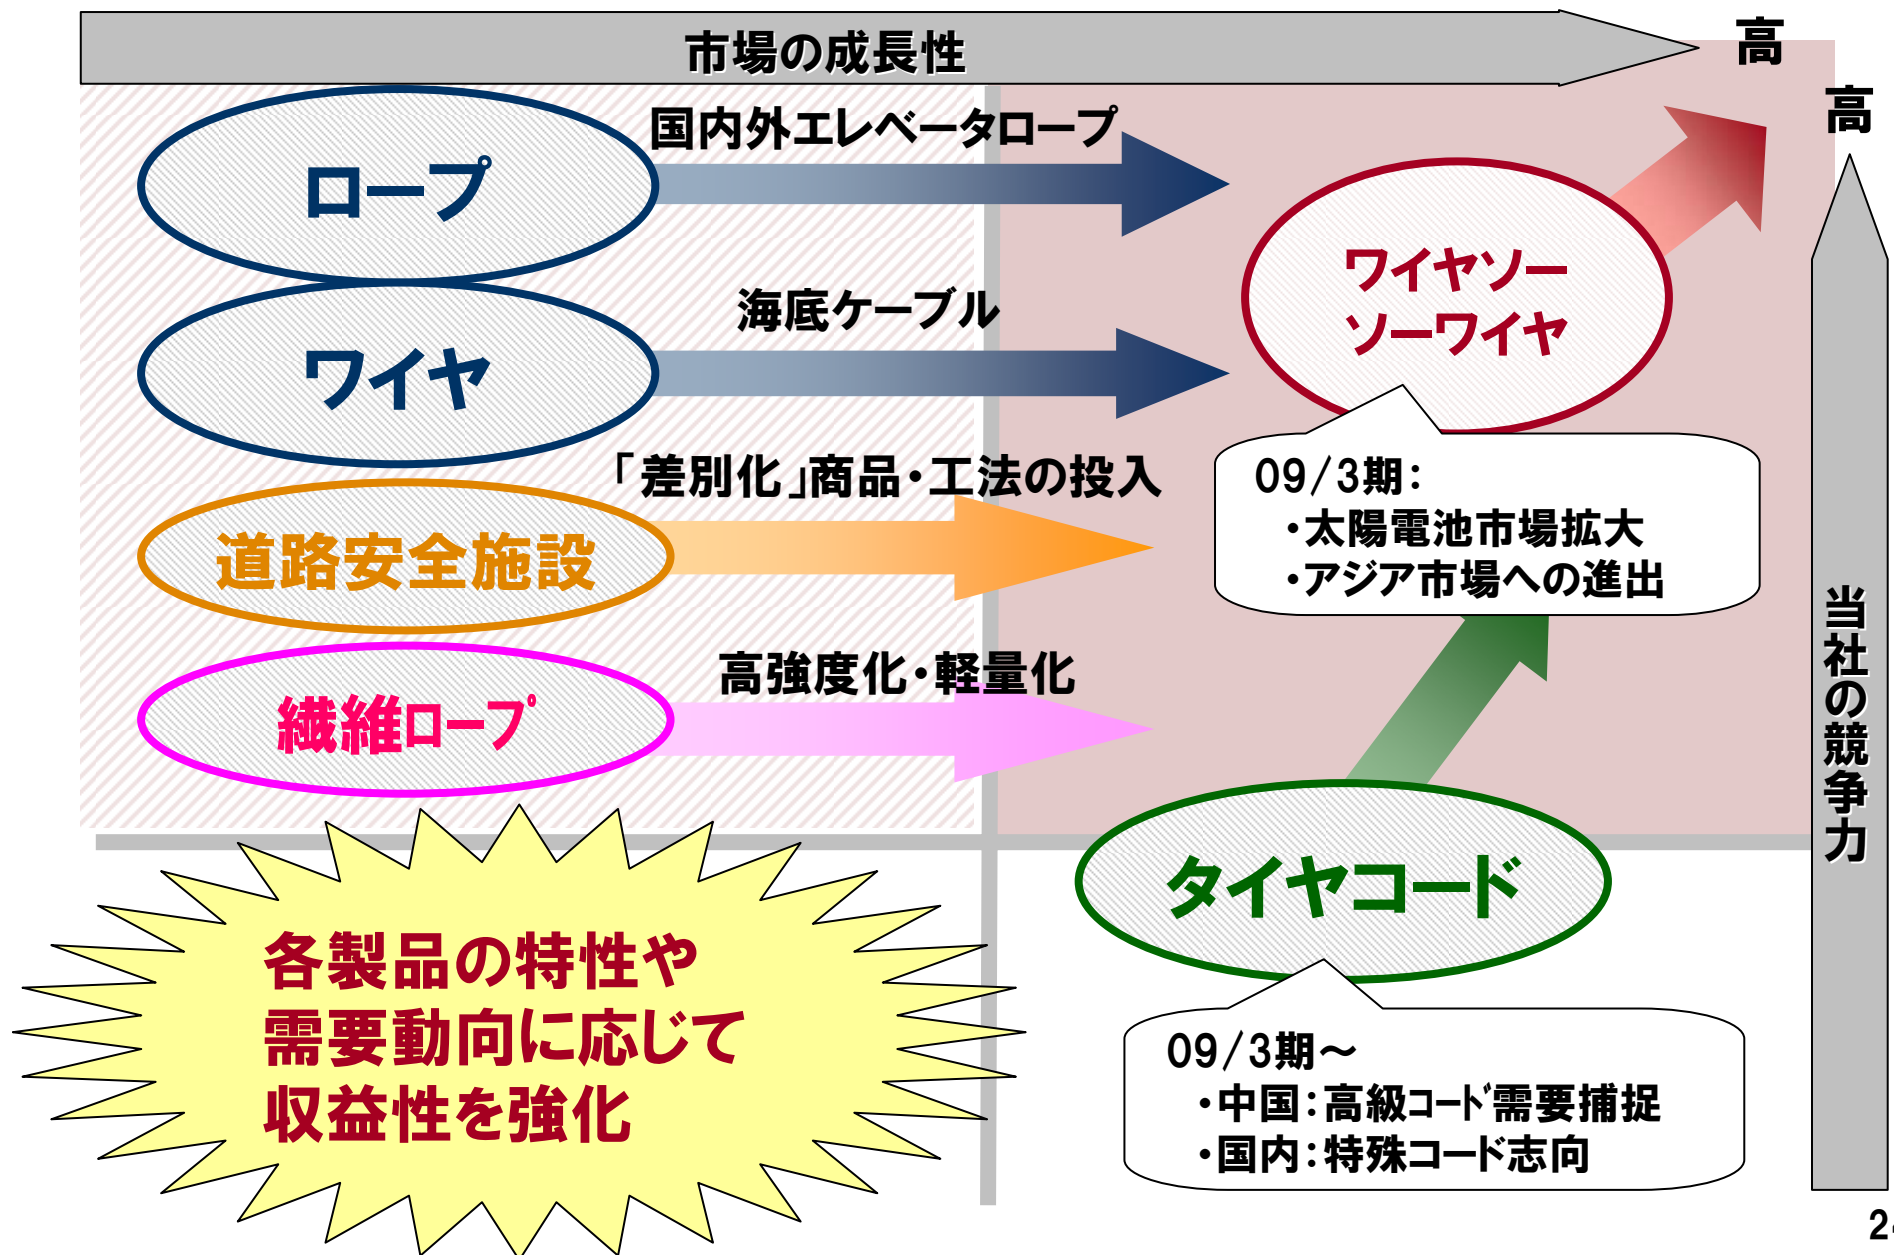 市場の成長性
高
高
国内外エレベータロープ
ロープ
ワイヤソー
ソーワイヤ
海底ケーブル
ワイヤ
「差別化」商品・工法の投入
09/3期：
・太陽電池市場拡大
・アジア市場への進出
道路安全施設
当社の競争力
高強度化・軽量化
繊維ロープ
タイヤコード
各製品の特性や
需要動向に応じて
収益性を強化
09/3期～
・中国：高級コード需要捕捉
・国内：特殊コード志向